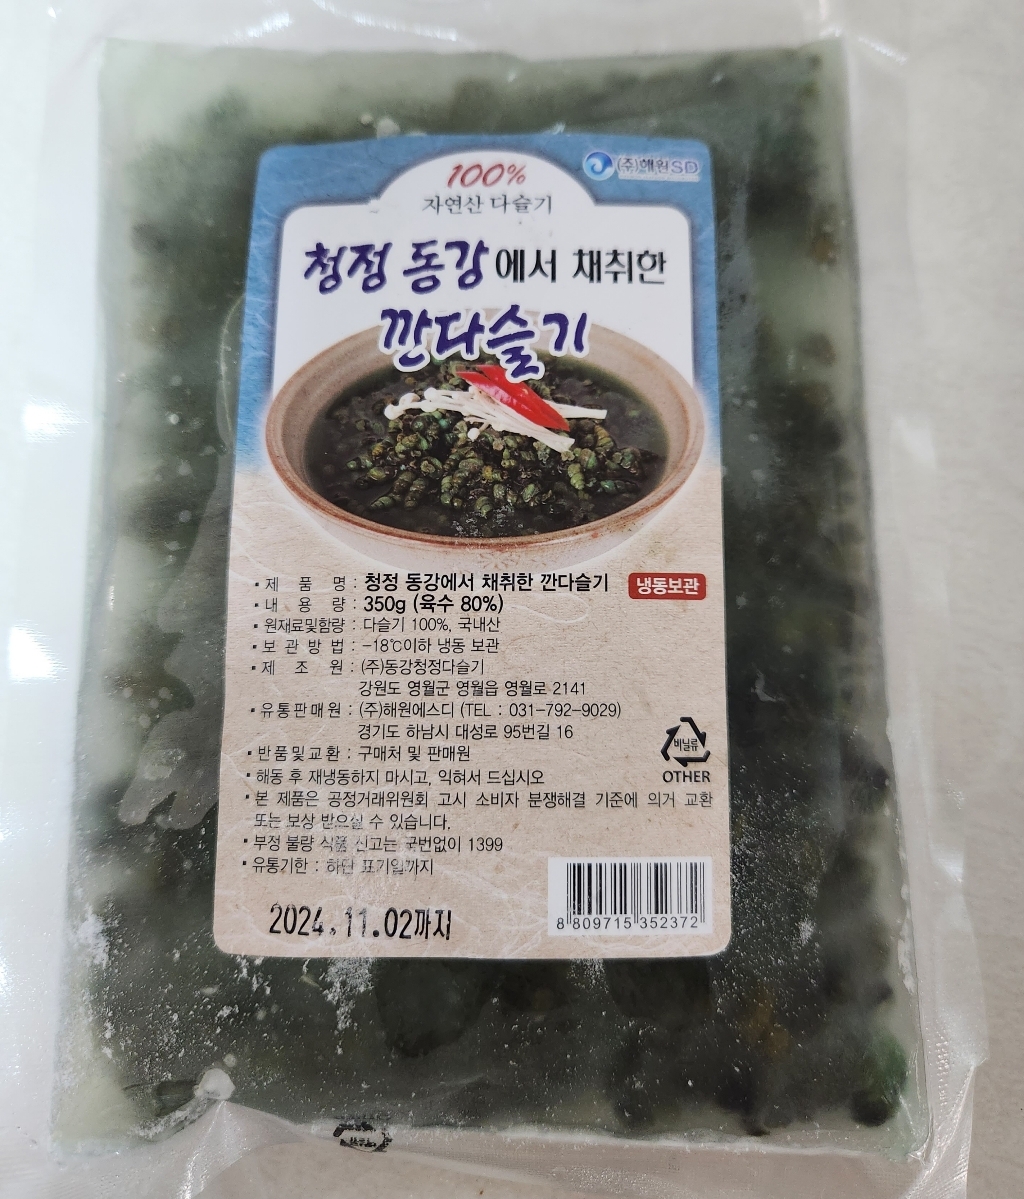 100%
자연산 다슬기
(주)해원SD
청정 동강에서 채취한
깐다슬기
▪ 제 품 명 : 청정 동강에서 채취한 깐다슬기
냉동보관
▪ 내 용 량 : 350g (육수 80%)
▪ 원재료및함량 : 다슬기 100%, 국내산
▪ 보 관 방 법 : -18℃이하 냉동 보관
▪ 제 조 원 : (주)동강청정다슬기
강원도 영월군 영월읍 영월로 2141
▪ 유통판매원 : (주)해원에스디 (TEL : 031-792-9029)
경기도 하남시 대성로 95번길 16
▪ 반품및교환 : 구매처 및 판매원
▪ 해동 후 재냉동하지 마시고, 익혀서 드십시오
▪ 본 제품은 공정거래위원회 고시 소비자 분쟁해결 기준에 의거 교환
또는 보상 받으실 수 있습니다.
▪ 부정 불량 식품 신고는 국번없이 1399
▪ 유통기한 : 하단 표기일까지
비닐류
OTHER
2024.11.02까지
8 809715 352372